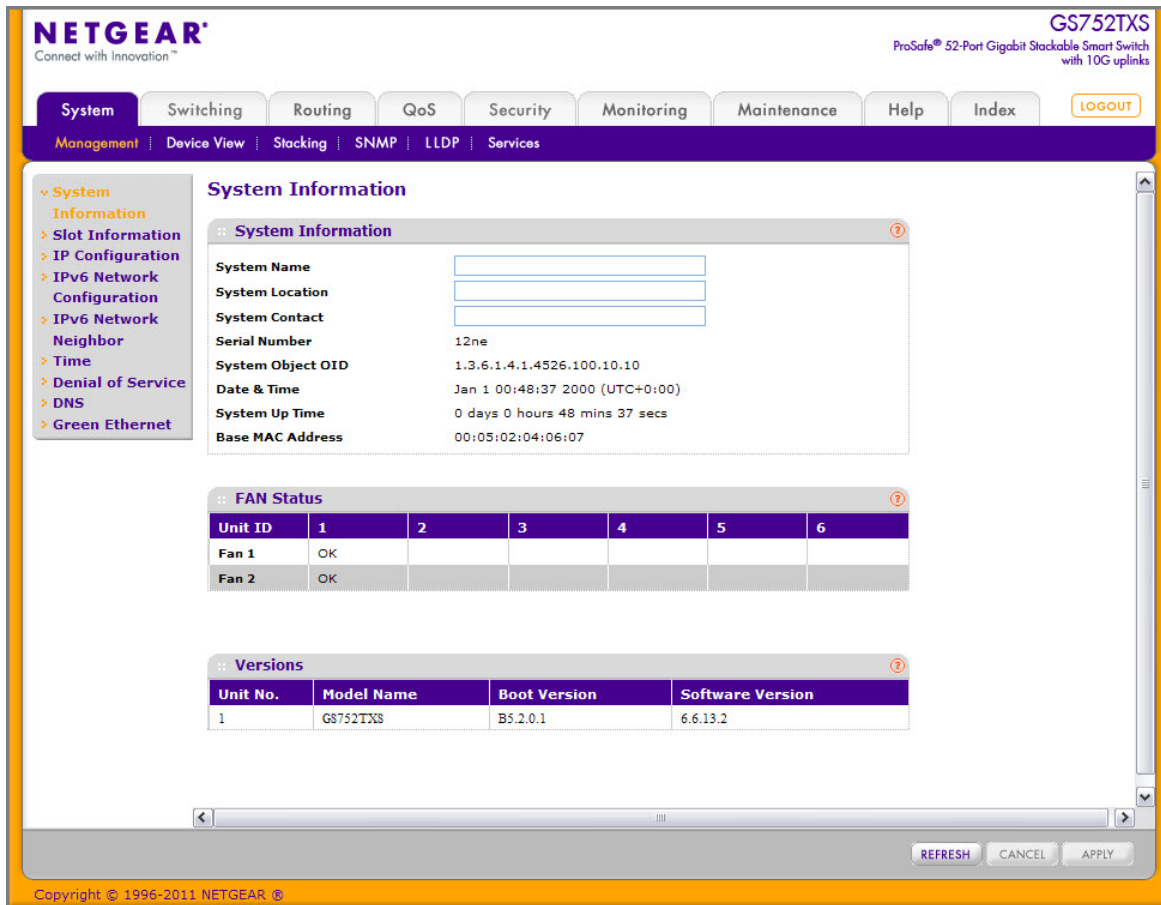 NETGEAR®
Connect with Innovation™
GS752TXS
ProSafe® 52-Port Gigabit Stackable Smart Switch
with 10G uplinks
System Switching Routing QoS Security Monitoring Maintenance Help Index LOGOUT
Management Device View Stacking SNMP LLDP Services
System
Information
Slot Information
IP Configuration
IPv6 Network
Configuration
IPv6 Network
Neighbor
Time
Denial of Service
DNS
Green Ethernet
System Information
System Information
System Name
System Location
System Contact
Serial Number 12ne
System Object OID 1.3.6.1.4.1.4526.100.10.10
Date & Time Jan 1 00:48:37 2000 (UTC+0:00)
System Up Time 0 days 0 hours 48 mins 37 secs
Base MAC Address 00:05:02:04:06:07
FAN Status
Unit ID 1 2 3 4 5 6
Fan 1 OK
Fan 2 OK
Versions
Unit No. Model Name Boot Version Software Version
1 GS752TXS B5.2.0.1 6.6.13.2
REFRESH CANCEL APPLY
Copyright © 1996-2011 NETGEAR ®